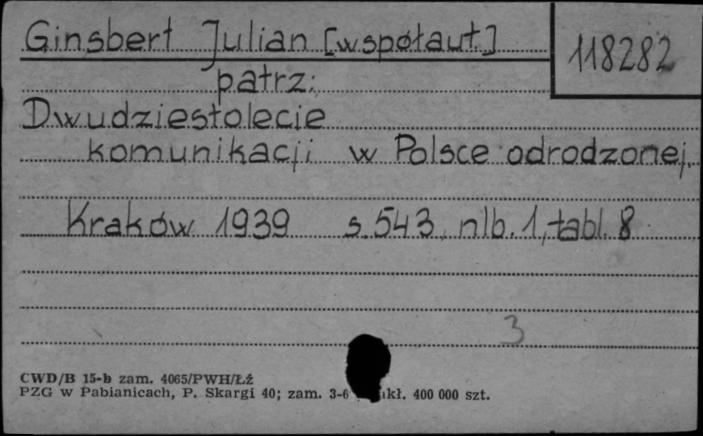 Ginsbert Julian [współaut.]
118282
patrz:
Dwudziestolecie
komunikacji w Polsce odrodzonej.
Kraków 1939 s. 543, nlb. 1, tabl. 8
3
CWD/B 15-b zam. 4065/PWH/Łź
PZG w Pabianicach, P. Skargi 40; zam. 3-6 kł. 400 000 szt.